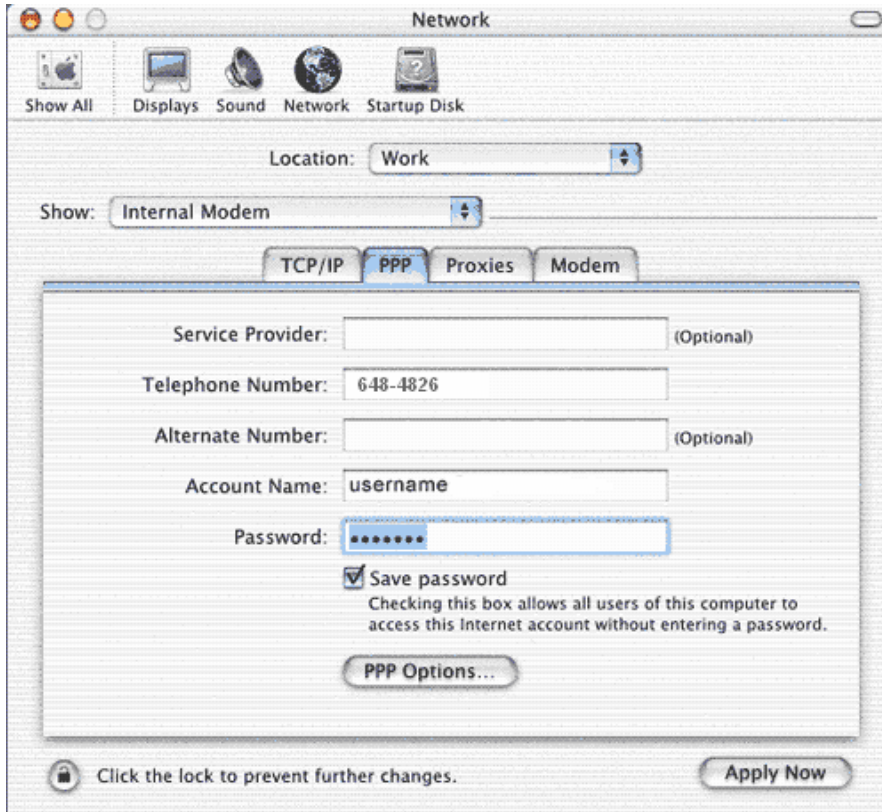 Network
Show All Displays Sound Network Startup Disk
Location: Work
Show: Internal Modem
TCP/IP PPP Proxies Modem
Service Provider: (Optional)
Telephone Number: 648-4826
Alternate Number: (Optional)
Account Name: username
Password: •••••••
Save password
Checking this box allows all users of this computer to
access this Internet account without entering a password.
PPP Options...
Click the lock to prevent further changes. Apply Now